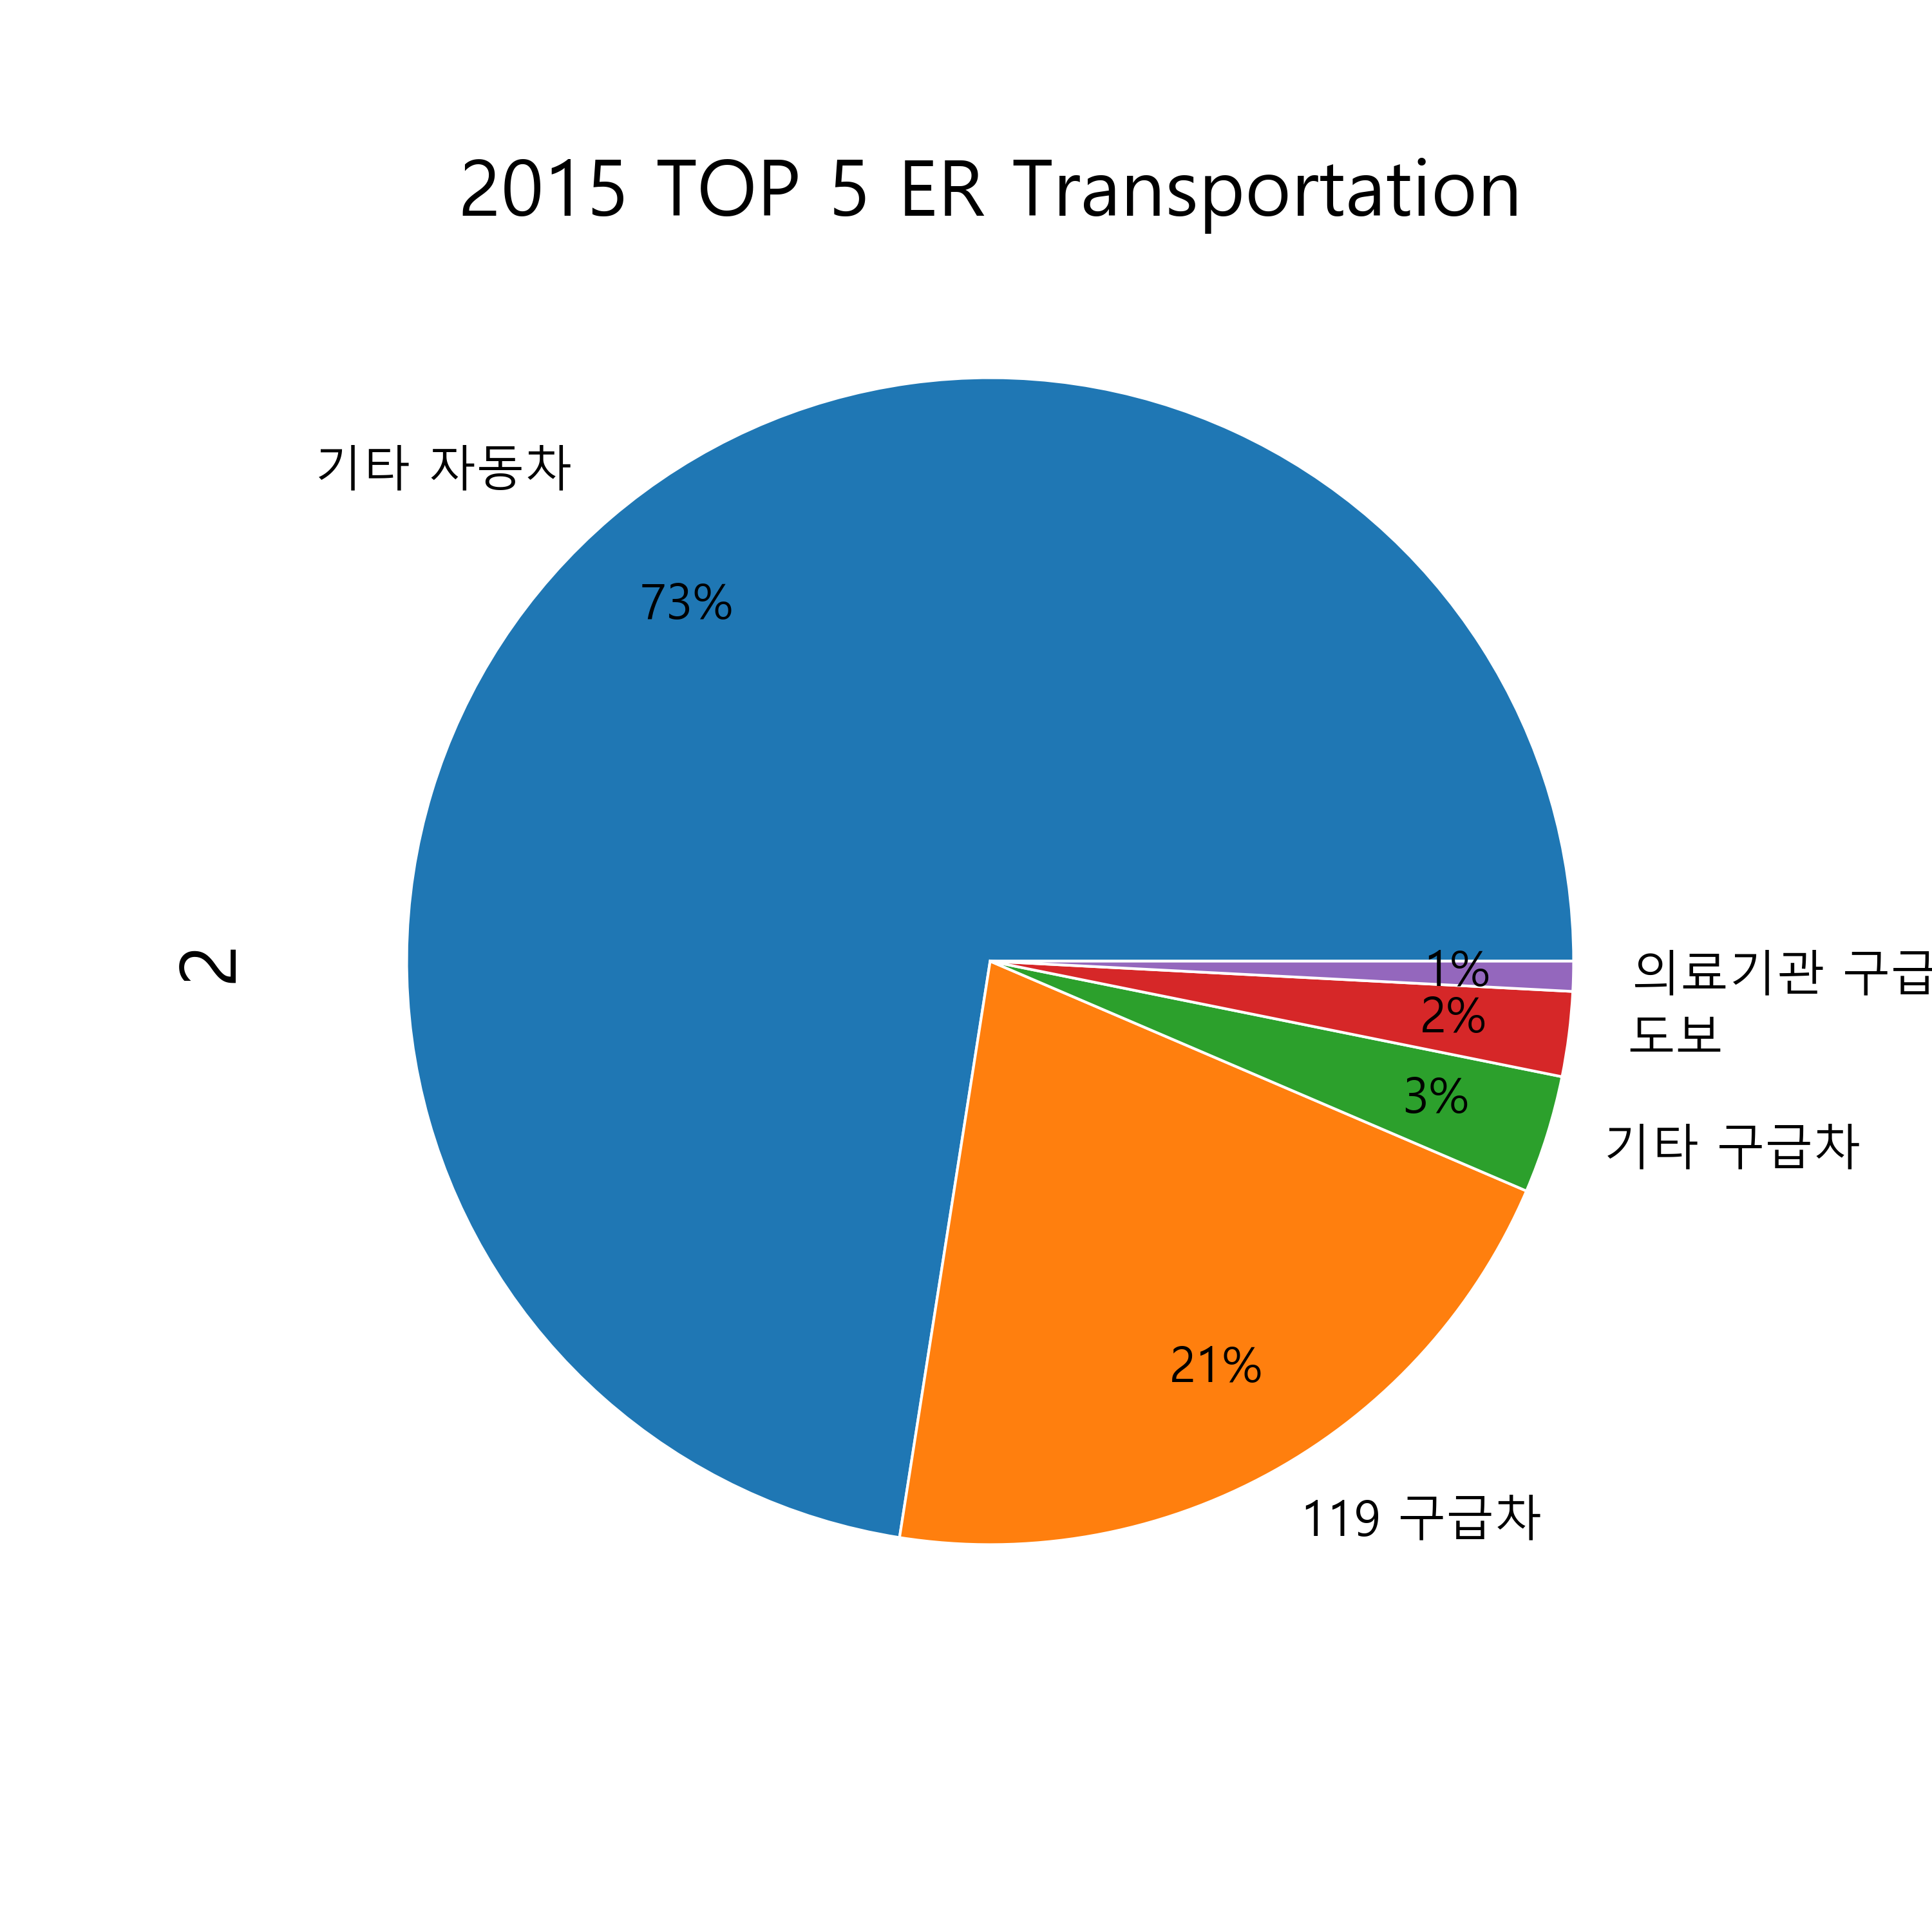 2015 TOP 5 ER Transportation
기타 자동차
73%
2
1%
의료기관 구급
2%
도보
3%
기타 구급차
21%
119 구급차